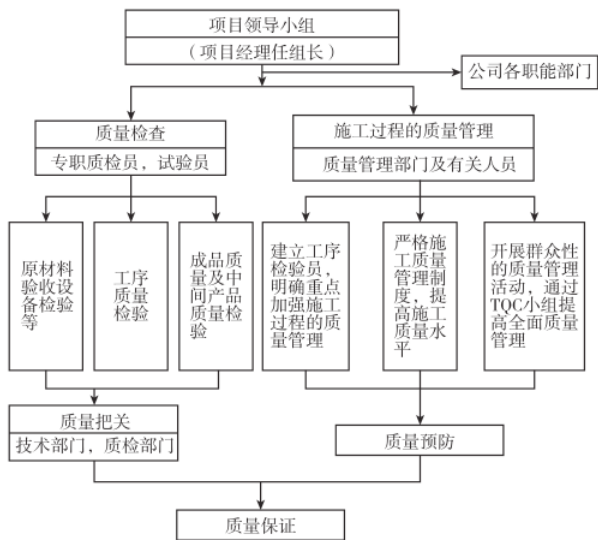 项目领导小组
(项目经理任组长)
公司各职能部门
质量检查
专职质检员，试验员
施工过程的质量管理
质量管理部门及有关人员
原材料
验收设
备检验
等
工序
质量
检验
成品质
量及中
间产品
质量检
验
建立工序
检验员，
明确重点
加强施工
过程的质
量管理
严格施
工质量
管理制
度，提
高施工
质量水
平
开展群众性
的质量管理
活动，通过
TQC小组提
高全面质量
管理
质量把关
技术部门，质检部门
质量预防
质量保证